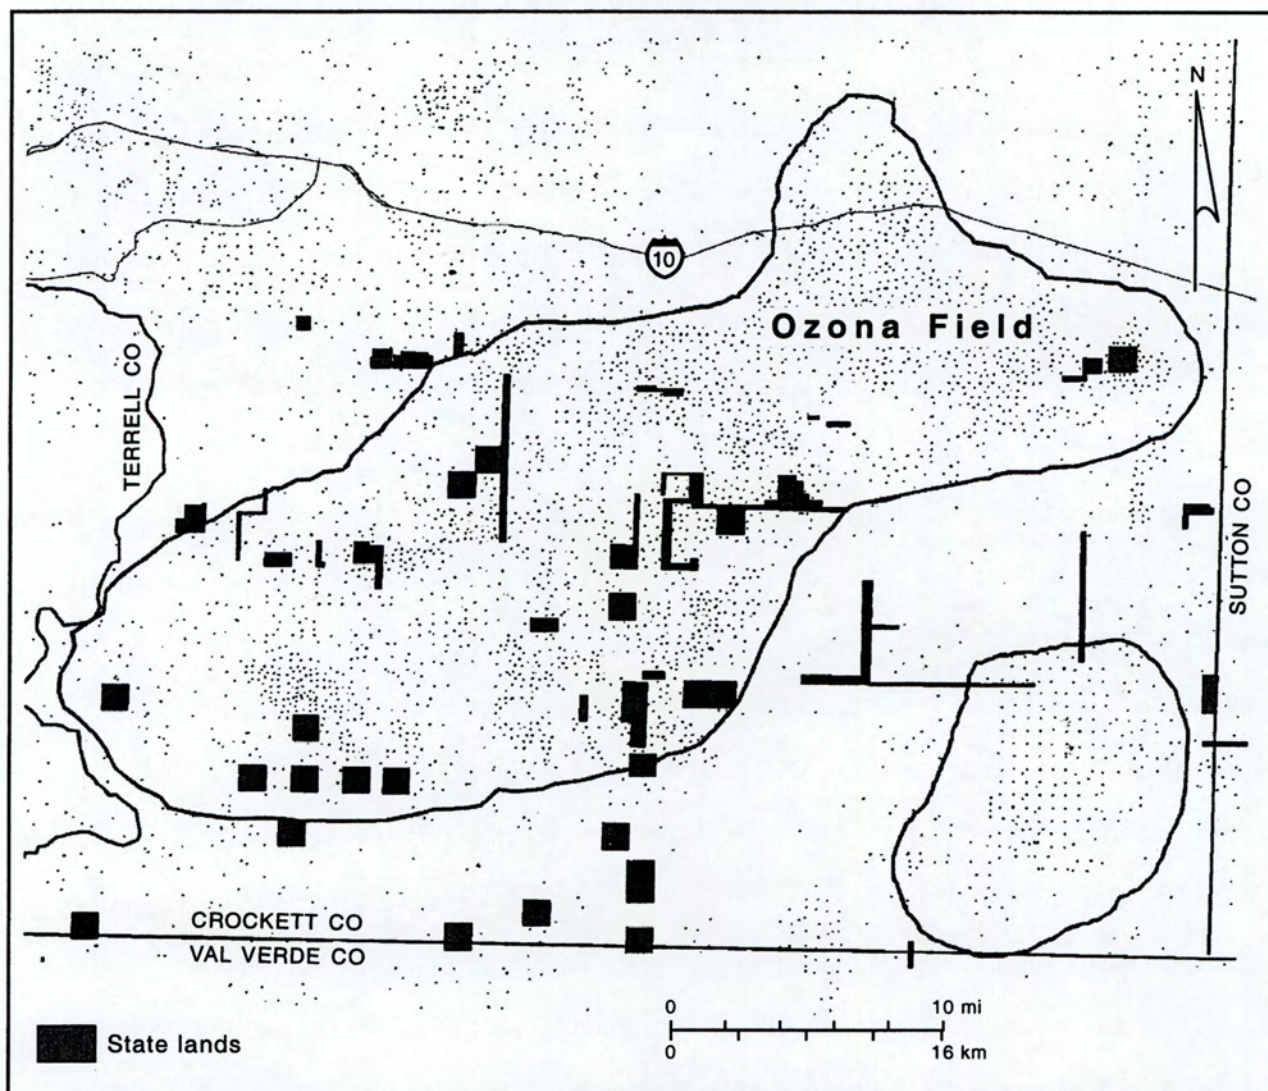 N
10
Ozona Field
TERRELL CO
SUTTON CO
CROCKETT CO
VAL VERDE CO
0 10 mi
0 16 km
State lands